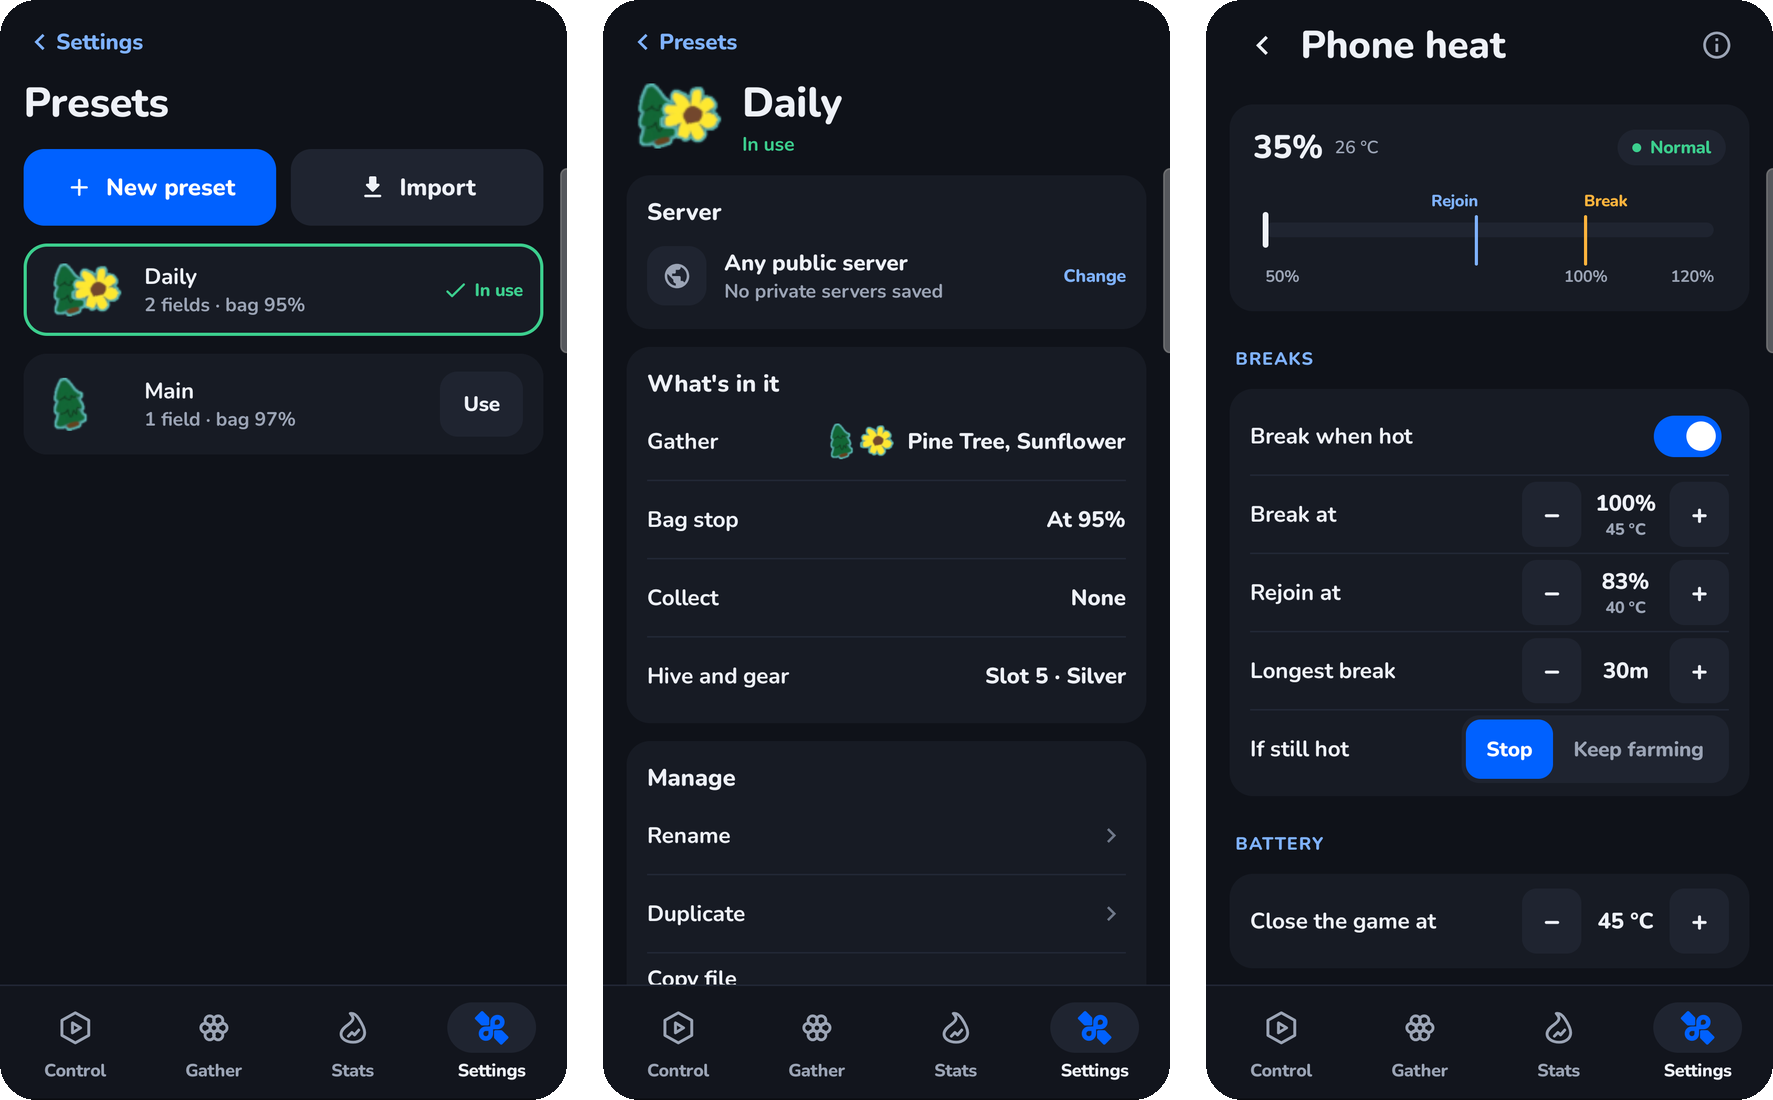 Settings
Presets
New preset
Import
Daily
2 fields · bag 95%
In use
Main
1 field · bag 97%
Use
Control
Gather
Stats
Settings
Presets
Daily
In use
Server
Any public server
No private servers saved
Change
What's in it
Gather
Pine Tree, Sunflower
Bag stop
At 95%
Collect
None
Hive and gear
Slot 5 · Silver
Manage
Rename
Duplicate
Copy file
Control
Gather
Stats
Settings
Phone heat
35% 26 °C
Normal
Rejoin
Break
50%
100%
120%
BREAKS
Break when hot
Break at
− 100% +
45 °C
Rejoin at
− 83% +
40 °C
Longest break
− 30m +
If still hot
Stop
Keep farming
BATTERY
Close the game at
− 45 °C +
Control
Gather
Stats
Settings